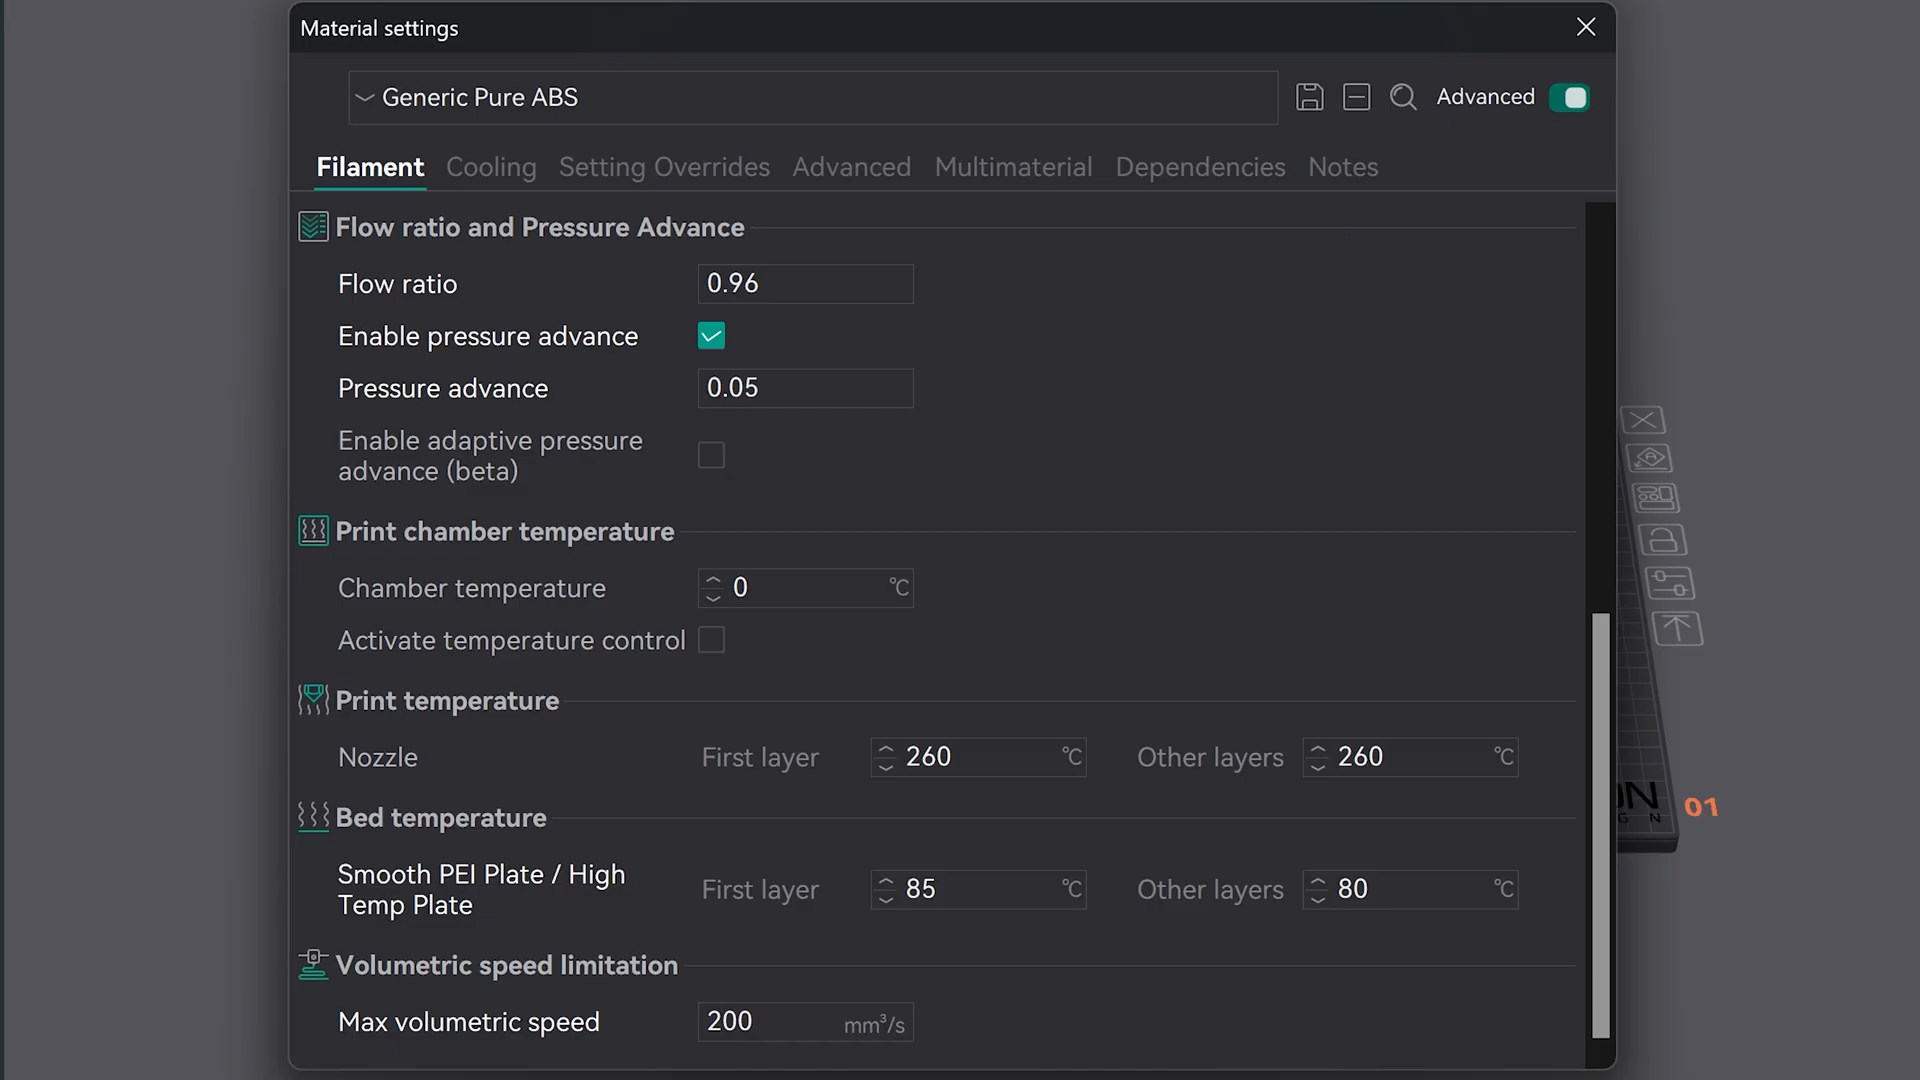 Material settings
Generic Pure ABS
Advanced
Filament Cooling Setting Overrides Advanced Multimaterial Dependencies Notes
Flow ratio and Pressure Advance
Flow ratio 0.96
Enable pressure advance
Pressure advance 0.05
Enable adaptive pressure
advance (beta)
Print chamber temperature
Chamber temperature 0 °C
Activate temperature control
Print temperature
Nozzle First layer 260 °C Other layers 260 °C
Bed temperature
Smooth PEI Plate / High
Temp Plate
First layer 85 °C Other layers 80 °C
Volumetric speed limitation
Max volumetric speed 200 mm³/s
01